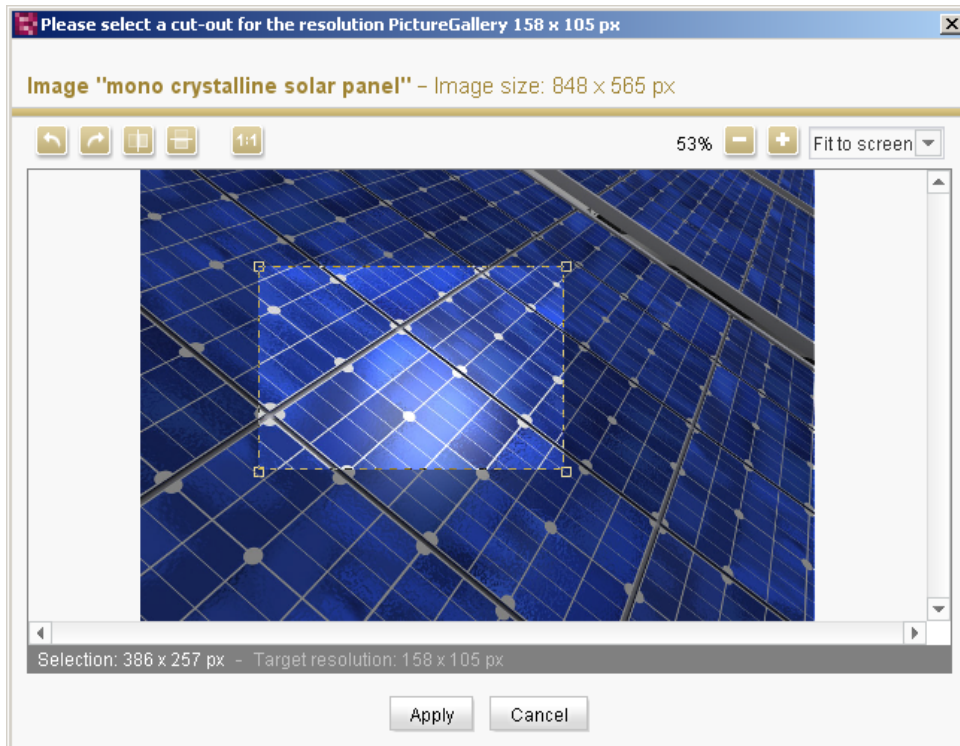 Please select a cut-out for the resolution PictureGallery 158 x 105 px
Image "mono crystalline solar panel" – Image size: 848 x 565 px
1:1
53%
Fit to screen
Selection: 386 x 257 px – Target resolution: 158 x 105 px
Apply
Cancel